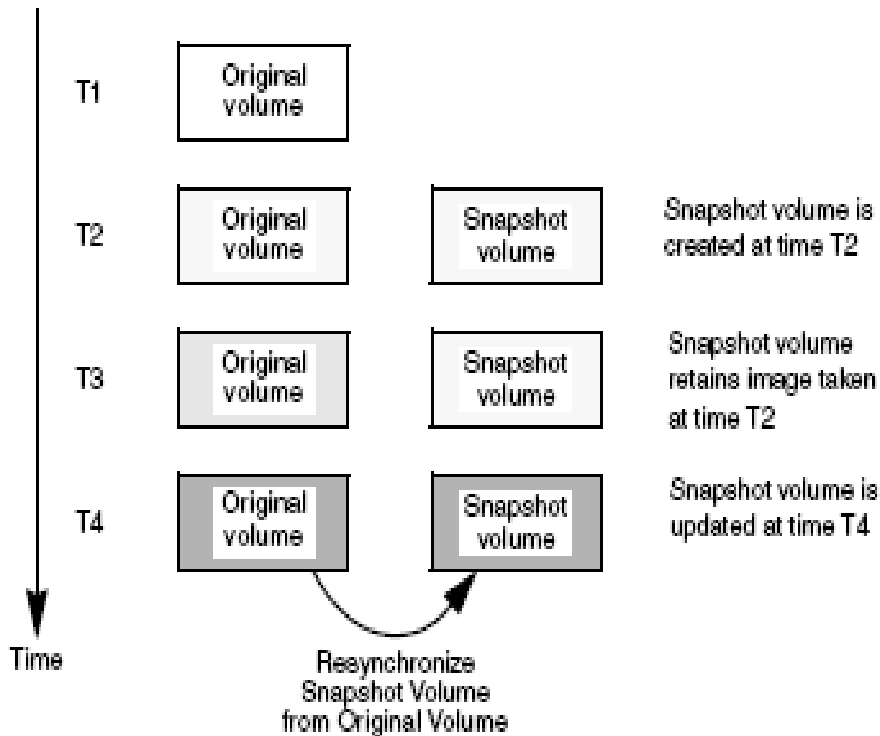 T1
Original
volume
T2
Original
volume
Snapshot
volume
Snapshot volume is
created at time T2
T3
Original
volume
Snapshot
volume
Snapshot volume
retains image taken
at time T2
T4
Original
volume
Snapshot
volume
Snapshot volume is
updated at time T4
Time
Resynchronize
Snapshot Volume
from Original Volume